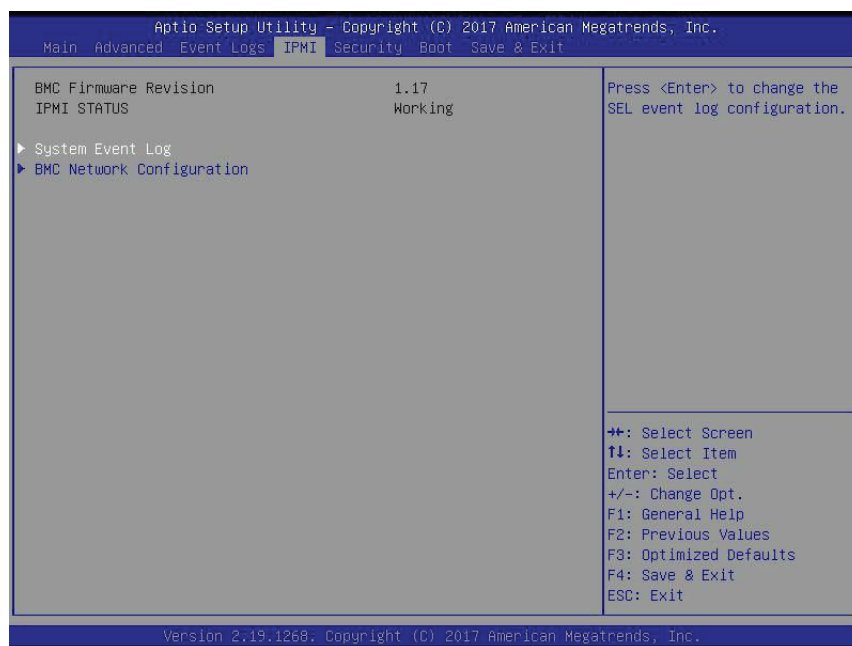 Aptio Setup Utility – Copyright (C) 2017 American Megatrends, Inc.
Main Advanced Event Logs IPMI Security Boot Save & Exit
BMC Firmware Revision 1.17
IPMI STATUS Working
▶ System Event Log
▶ BMC Network Configuration
Press <Enter> to change the
SEL event log configuration.
→←: Select Screen
↑↓: Select Item
Enter: Select
+/-: Change Opt.
F1: General Help
F2: Previous Values
F3: Optimized Defaults
F4: Save & Exit
ESC: Exit
Version 2.19.1268. Copyright (C) 2017 American Megatrends, Inc.